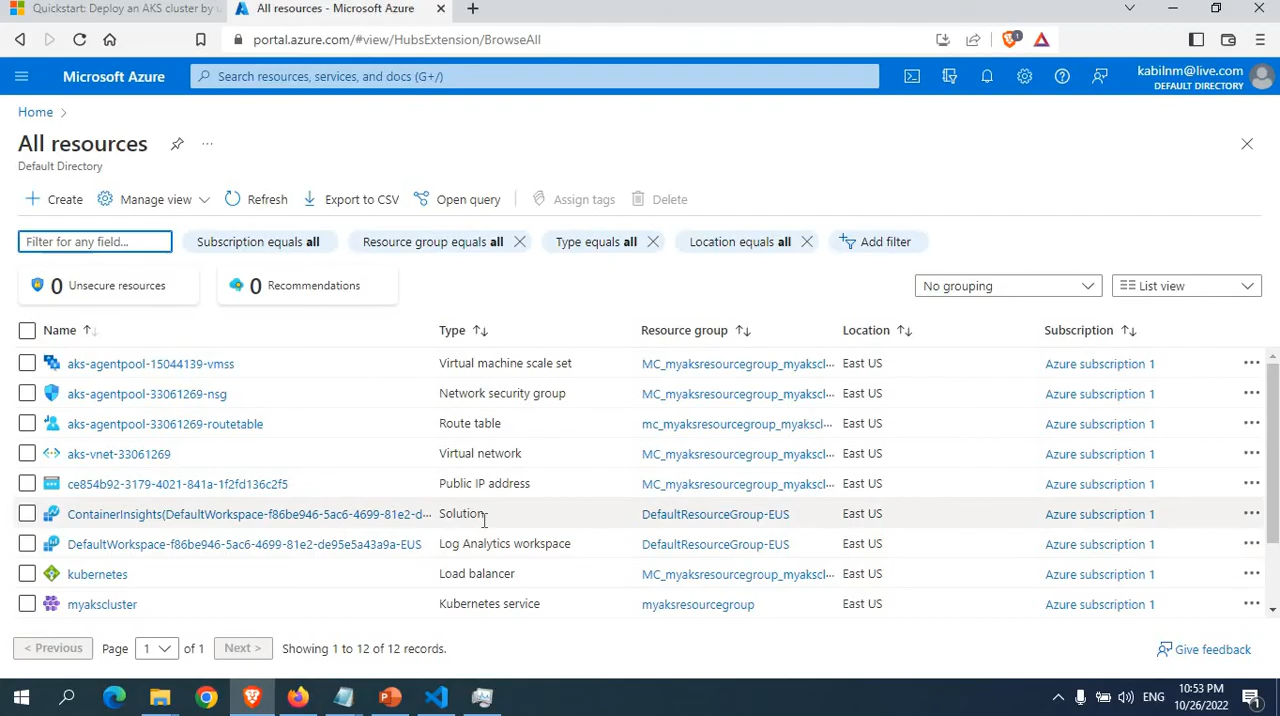 Quickstart: Deploy an AKS cluster by u
All resources - Microsoft Azure
portal.azure.com/#view/HubsExtension/BrowseAll
1
Microsoft Azure
Search resources, services, and docs (G+/)
kabilnm@live.com
DEFAULT DIRECTORY
Home >
All resources
Default Directory
Create Manage view Refresh Export to CSV Open query Assign tags Delete
Filter for any field... Subscription equals all Resource group equals all Type equals all Location equals all Add filter
0 Unsecure resources 0 Recommendations No grouping List view
Name Type Resource group Location Subscription
aks-agentpool-15044139-vmss Virtual machine scale set MC_myaksresourcegroup_myakscl... East US Azure subscription 1
aks-agentpool-33061269-nsg Network security group MC_myaksresourcegroup_myakscl... East US Azure subscription 1
aks-agentpool-33061269-routetable Route table mc_myaksresourcegroup_myakscl... East US Azure subscription 1
aks-vnet-33061269 Virtual network MC_myaksresourcegroup_myakscl... East US Azure subscription 1
ce854b92-3179-4021-841a-1f2fd136c2f5 Public IP address MC_myaksresourcegroup_myakscl... East US Azure subscription 1
ContainerInsights(DefaultWorkspace-f86be946-5ac6-4699-81e2-d... Solution DefaultResourceGroup-EUS East US Azure subscription 1
DefaultWorkspace-f86be946-5ac6-4699-81e2-de95e5a43a9a-EUS Log Analytics workspace DefaultResourceGroup-EUS East US Azure subscription 1
kubernetes Load balancer MC_myaksresourcegroup_myakscl... East US Azure subscription 1
myakscluster Kubernetes service myaksresourcegroup East US Azure subscription 1
< Previous Page 1 of 1 Next > Showing 1 to 12 of 12 records. Give feedback
ENG 10:53 PM
10/26/2022
1